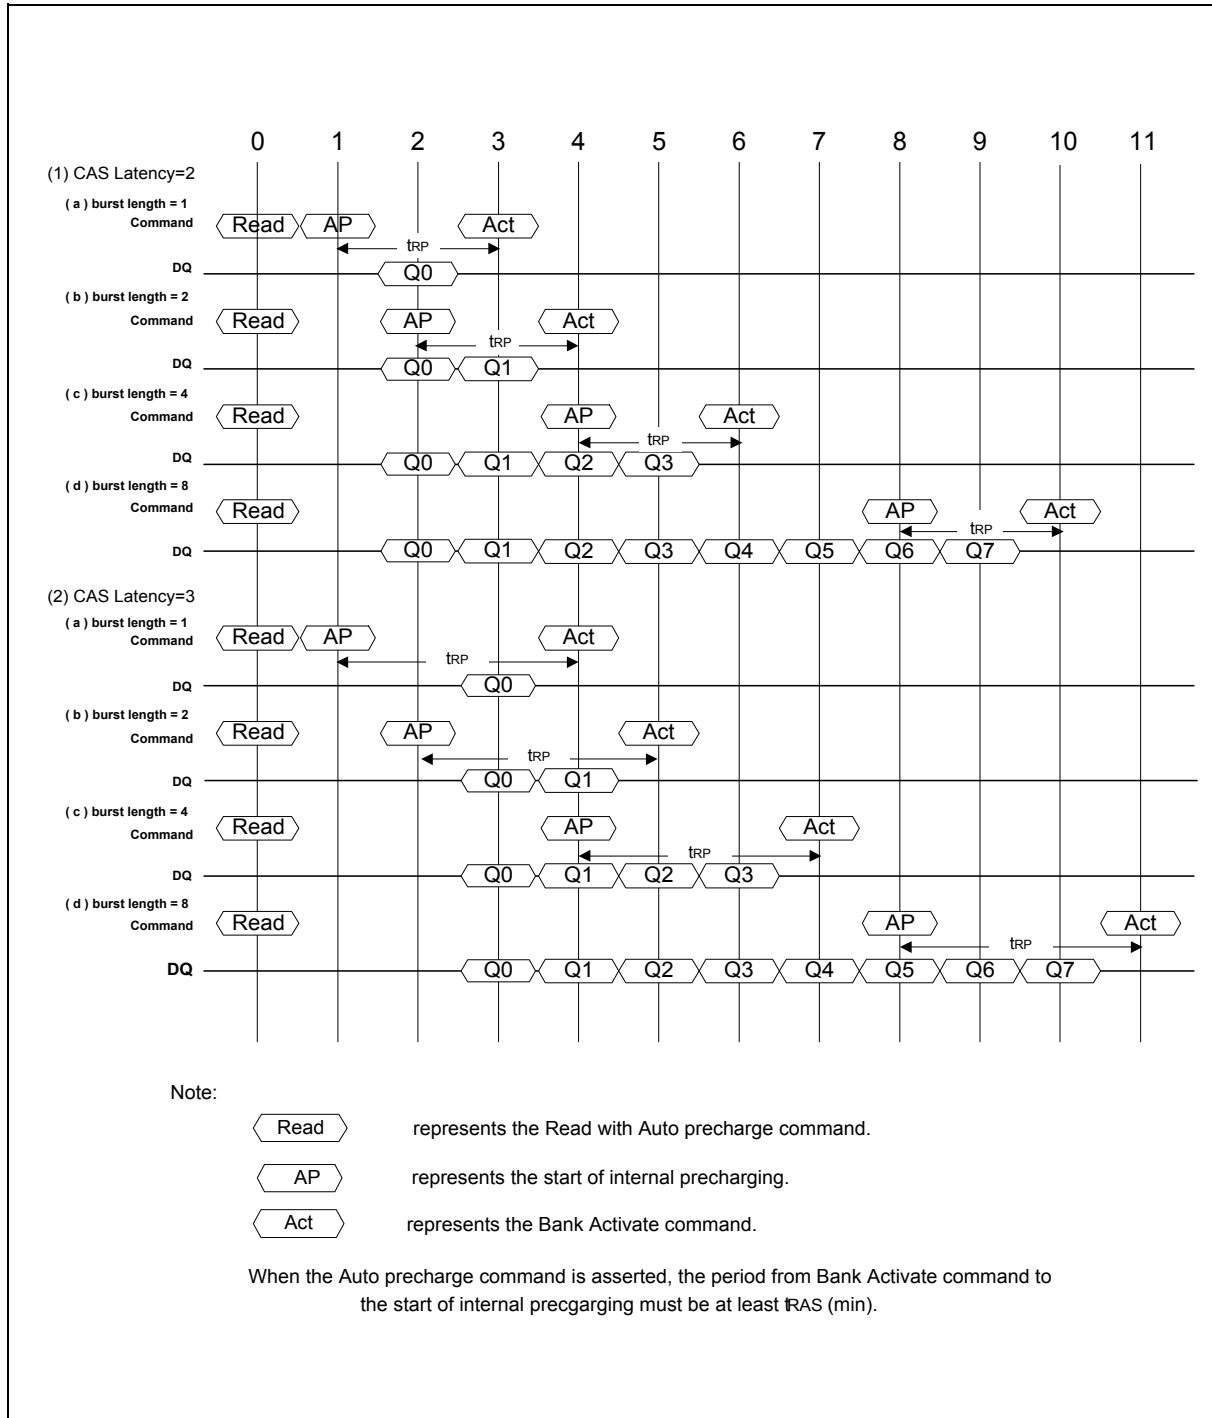 0 1 2 3 4 5 6 7 8 9 10 11
(1) CAS Latency=2
( a ) burst length = 1
Command Read AP Act
tRP
DQ Q0
( b ) burst length = 2
Command Read AP Act
tRP
DQ Q0 Q1
( c ) burst length = 4
Command Read AP Act
tRP
DQ Q0 Q1 Q2 Q3
( d ) burst length = 8
Command Read AP Act
tRP
DQ Q0 Q1 Q2 Q3 Q4 Q5 Q6 Q7
(2) CAS Latency=3
( a ) burst length = 1
Command Read AP Act
tRP
DQ Q0
( b ) burst length = 2
Command Read AP Act
tRP
DQ Q0 Q1
( c ) burst length = 4
Command Read AP Act
tRP
DQ Q0 Q1 Q2 Q3
( d ) burst length = 8
Command Read AP Act
tRP
DQ Q0 Q1 Q2 Q3 Q4 Q5 Q6 Q7
Note:
Read represents the Read with Auto precharge command.
AP represents the start of internal precharging.
Act represents the Bank Activate command.
When the Auto precharge command is asserted, the period from Bank Activate command to
the start of internal precgarging must be at least tRAS (min).